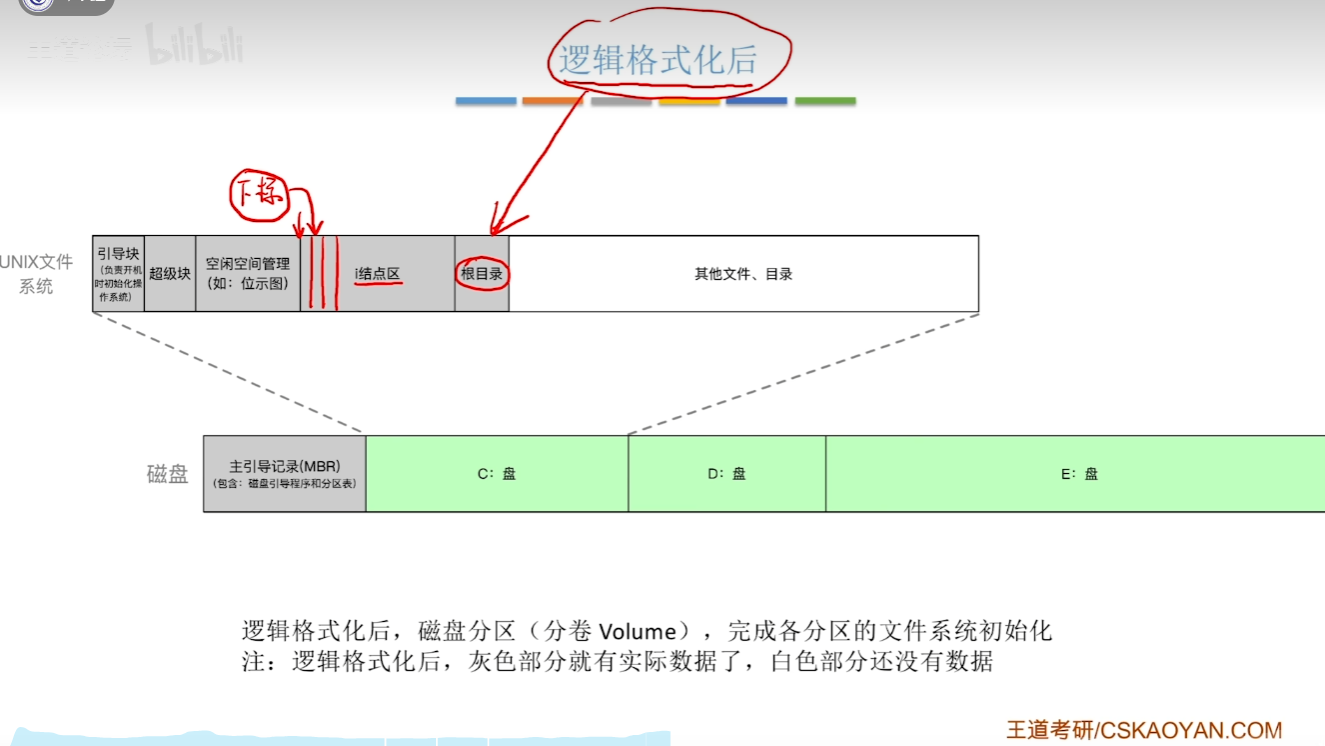 bilibili
逻辑格式化后
下标
UNIX文件
系统
引导块
(负责开机
时初始化操
作系统)
超级块
空闲空间管理
(如：位示图)
i结点区
根目录
其他文件、目录
磁盘
主引导记录(MBR)
(包含：磁盘引导程序和分区表)
C：盘
D：盘
E：盘
逻辑格式化后，磁盘分区（分卷 Volume），完成各分区的文件系统初始化
注：逻辑格式化后，灰色部分就有实际数据了，白色部分还没有数据
王道考研/CSKAOYAN.COM